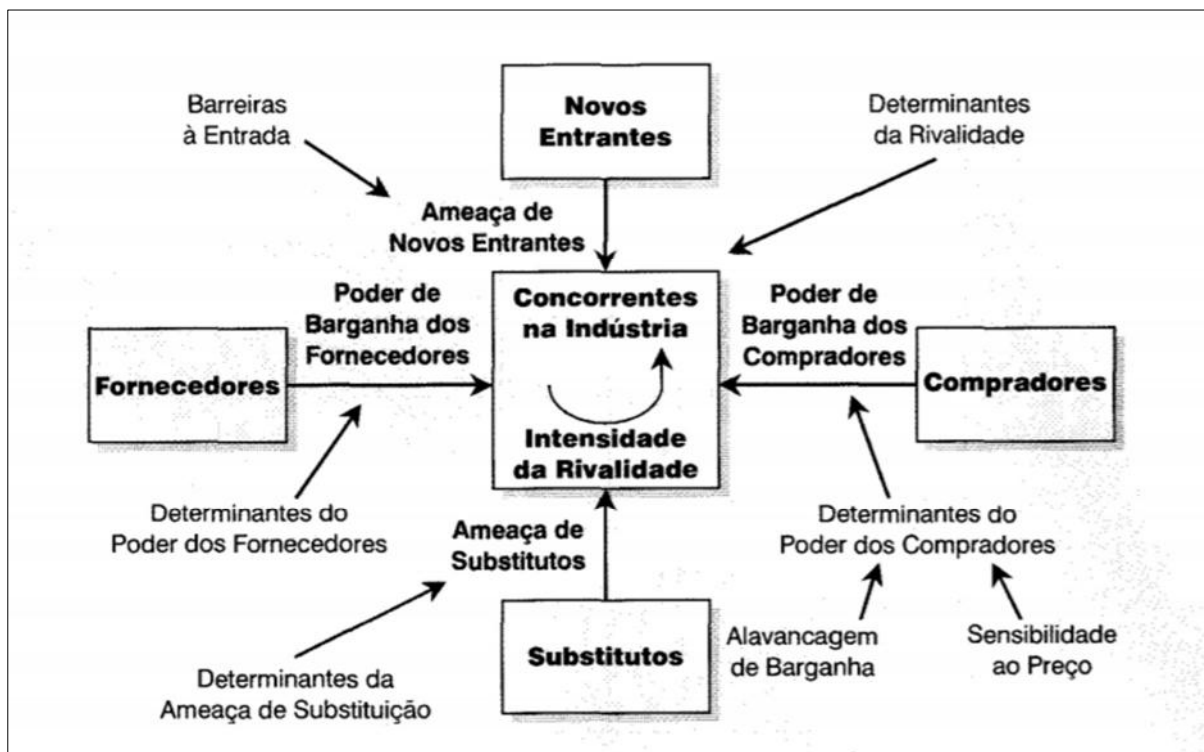 Barreiras
à Entrada
Novos
Entrantes
Determinantes
da Rivalidade
Ameaça de
Novos Entrantes
Poder de
Barganha dos
Fornecedores
Concorrentes
na Indústria
Poder de
Barganha dos
Compradores
Fornecedores
Compradores
Intensidade
da Rivalidade
Determinantes do
Poder dos Fornecedores
Ameaça de
Substitutos
Determinantes do
Poder dos Compradores
Determinantes da
Ameaça de Substituição
Substitutos
Alavancagem
de Barganha
Sensibilidade
ao Preço